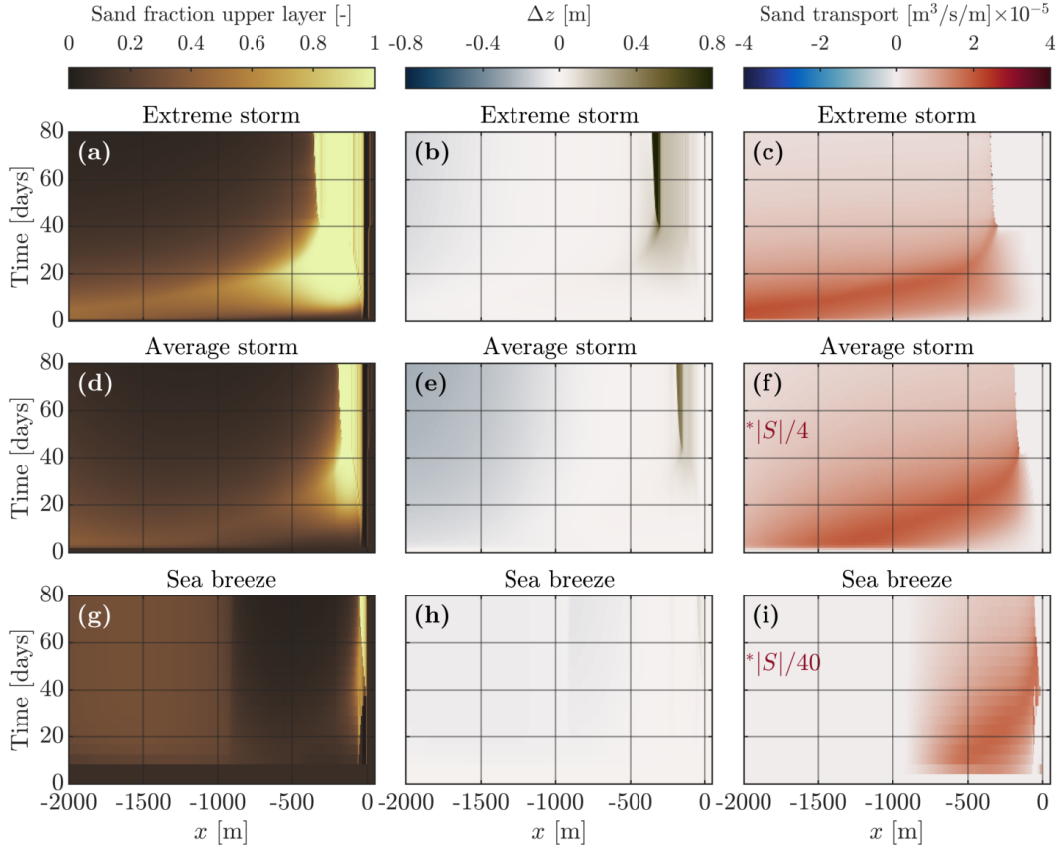 Sand fraction upper layer [-]
Δz [m]
Sand transport [m³/s/m]×10⁻⁵
0 0.2 0.4 0.6 0.8 1
-0.8 -0.4 0 0.4 0.8
-4 -2 0 2 4
Extreme storm
Extreme storm
Extreme storm
(a)
(b)
(c)
Time [days]
80
60
40
20
0
Average storm
Average storm
Average storm
(d)
(e)
(f)
*|S|/4
Time [days]
80
60
40
20
0
Sea breeze
Sea breeze
Sea breeze
(g)
(h)
(i)
*|S|/40
Time [days]
80
60
40
20
0
-2000 -1500 -1000 -500 0
-2000 -1500 -1000 -500 0
-2000 -1500 -1000 -500 0
x [m]
x [m]
x [m]